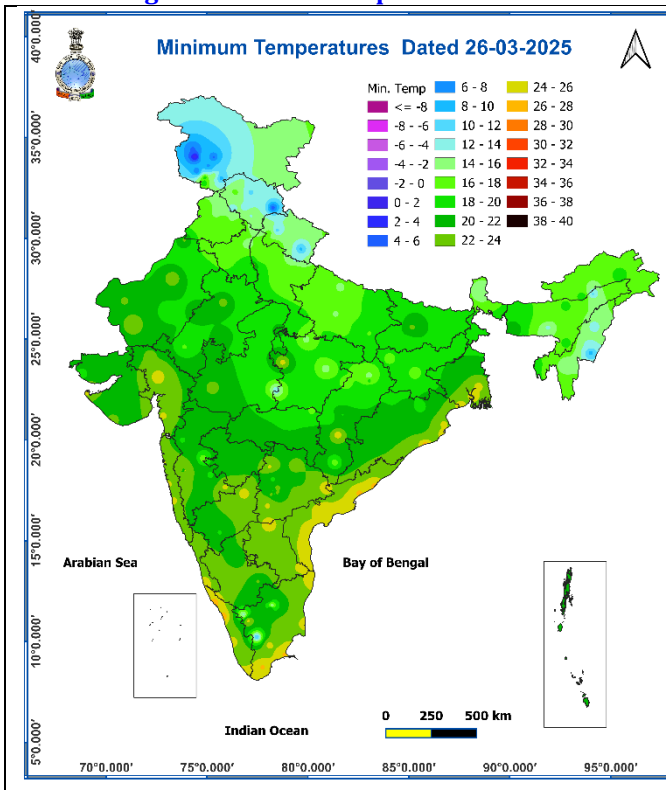 Minimum Temperatures Dated 26-03-2025
Min. Temp
<= -8
-8 - -6
-6 - -4
-4 - -2
-2 - 0
0 - 2
2 - 4
4 - 6
6 - 8
8 - 10
10 - 12
12 - 14
14 - 16
16 - 18
18 - 20
20 - 22
22 - 24
24 - 26
26 - 28
28 - 30
30 - 32
32 - 34
34 - 36
36 - 38
38 - 40
40°0.000'
35°0.000'
30°0.000'
25°0.000'
20°0.000'
15°0.000'
10°0.000'
5°0.000'
Arabian Sea
Bay of Bengal
Indian Ocean
0 250 500 km
70°0.000' 75°0.000' 80°0.000' 85°0.000' 90°0.000' 95°0.000'